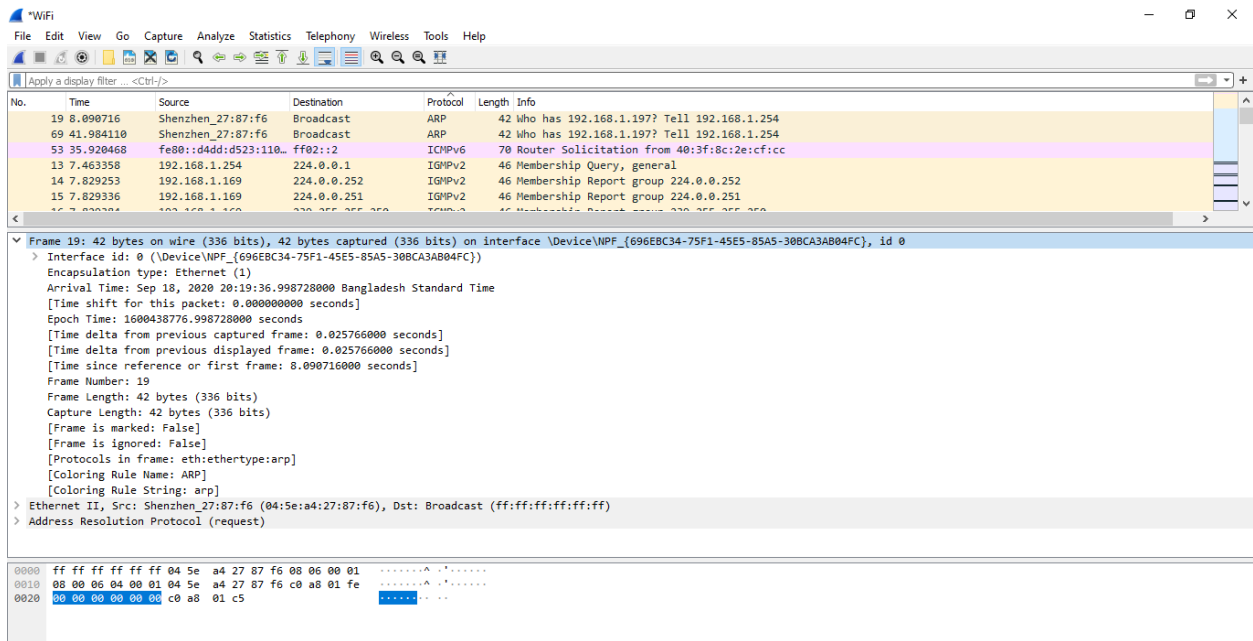 *WiFi
File Edit View Go Capture Analyze Statistics Telephony Wireless Tools Help
Apply a display filter ... <Ctrl-/>
No. Time Source Destination Protocol Length Info
19 8.090716 Shenzhen_27:87:f6 Broadcast ARP 42 Who has 192.168.1.197? Tell 192.168.1.254
69 41.984110 Shenzhen_27:87:f6 Broadcast ARP 42 Who has 192.168.1.197? Tell 192.168.1.254
53 35.920468 fe80::d4dd:d523:110… ff02::2 ICMPv6 70 Router Solicitation from 40:3f:8c:2e:cf:cc
13 7.463358 192.168.1.254 224.0.0.1 IGMPv2 46 Membership Query, general
14 7.829253 192.168.1.169 224.0.0.252 IGMPv2 46 Membership Report group 224.0.0.252
15 7.829336 192.168.1.169 224.0.0.251 IGMPv2 46 Membership Report group 224.0.0.251
Frame 19: 42 bytes on wire (336 bits), 42 bytes captured (336 bits) on interface \Device\NPF_{696EBC34-75F1-45E5-85A5-30BCA3AB04FC}, id 0
Interface id: 0 (\Device\NPF_{696EBC34-75F1-45E5-85A5-30BCA3AB04FC})
Encapsulation type: Ethernet (1)
Arrival Time: Sep 18, 2020 20:19:36.998728000 Bangladesh Standard Time
[Time shift for this packet: 0.000000000 seconds]
Epoch Time: 1600438776.998728000 seconds
[Time delta from previous captured frame: 0.025766000 seconds]
[Time delta from previous displayed frame: 0.025766000 seconds]
[Time since reference or first frame: 8.090716000 seconds]
Frame Number: 19
Frame Length: 42 bytes (336 bits)
Capture Length: 42 bytes (336 bits)
[Frame is marked: False]
[Frame is ignored: False]
[Protocols in frame: eth:ethertype:arp]
[Coloring Rule Name: ARP]
[Coloring Rule String: arp]
Ethernet II, Src: Shenzhen_27:87:f6 (04:5e:a4:27:87:f6), Dst: Broadcast (ff:ff:ff:ff:ff:ff)
Address Resolution Protocol (request)
0000 ff ff ff ff ff ff 04 5e a4 27 87 f6 08 06 00 01 ·······^ ·'······
0010 08 00 06 04 00 01 04 5e a4 27 87 f6 c0 a8 01 fe ·······^ ·'······
0020 00 00 00 00 00 00 c0 a8 01 c5 ········ ··